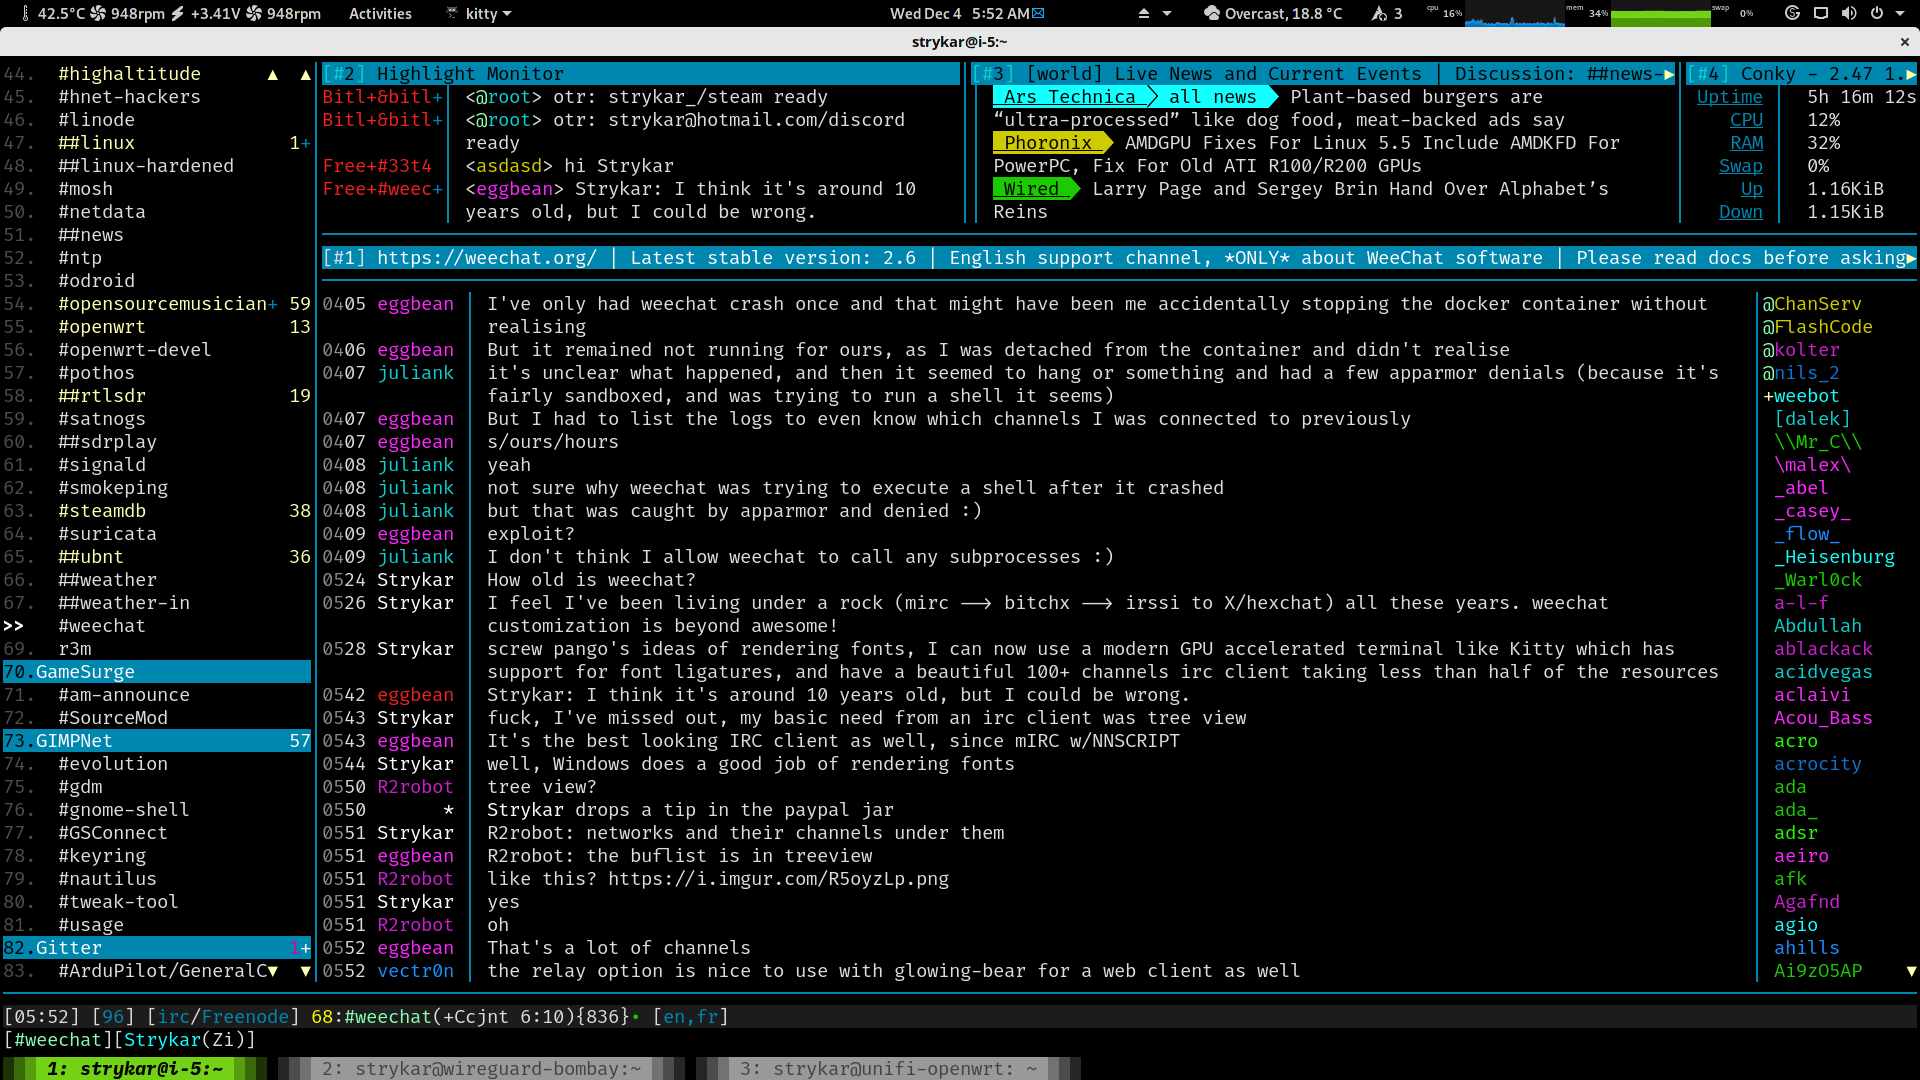 42.5°C 948rpm +3.41V 948rpm Activities kitty Wed Dec 4 5:52 AM Overcast, 18.8 °C 3 cpu 16% mem 34% swap 0%
strykar@i-5:~ ×
44. #highaltitude ▲ ▲
45. #hnet-hackers
46. #linode
47. ##linux 1+
48. ##linux-hardened
49. #mosh
50. #netdata
51. ##news
52. #ntp
53. #odroid
54. #opensourcemusician+ 59
55. #openwrt 13
56. #openwrt-devel
57. #pothos
58. ##rtlsdr 19
59. #satnogs
60. ##sdrplay
61. #signald
62. #smokeping
63. #steamdb 38
64. #suricata
65. ##ubnt 36
66. ##weather
67. ##weather-in
>> #weechat
69. r3m
70.GameSurge
71. #am-announce
72. #SourceMod
73.GIMPNet 57
74. #evolution
75. #gdm
76. #gnome-shell
77. #GSConnect
78. #keyring
79. #nautilus
80. #tweak-tool
81. #usage
82.Gitter 1+
83. #ArduPilot/GeneralC▼ ▼
[#2] Highlight Monitor
Bitl+&bitl+ <@root> otr: strykar_/steam ready
Bitl+&bitl+ <@root> otr: strykar@hotmail.com/discord
ready
Free+#33t4 <asdasd> hi Strykar
Free+#weec+ <eggbean> Strykar: I think it's around 10
years old, but I could be wrong.
[#3] [world] Live News and Current Events | Discussion: ##news-▶
Ars Technica all news Plant-based burgers are
“ultra-processed” like dog food, meat-backed ads say
Phoronix AMDGPU Fixes For Linux 5.5 Include AMDKFD For
PowerPC, Fix For Old ATI R100/R200 GPUs
Wired Larry Page and Sergey Brin Hand Over Alphabet’s
Reins
[#4] Conky - 2.47 1.▶
Uptime 5h 16m 12s
CPU 12%
RAM 32%
Swap 0%
Up 1.16KiB
Down 1.15KiB
[#1] https://weechat.org/ | Latest stable version: 2.6 | English support channel, *ONLY* about WeeChat software | Please read docs before asking▶
0405 eggbean I've only had weechat crash once and that might have been me accidentally stopping the docker container without
realising
0406 eggbean But it remained not running for ours, as I was detached from the container and didn't realise
0407 juliank it's unclear what happened, and then it seemed to hang or something and had a few apparmor denials (because it's
fairly sandboxed, and was trying to run a shell it seems)
0407 eggbean But I had to list the logs to even know which channels I was connected to previously
0407 eggbean s/ours/hours
0408 juliank yeah
0408 juliank not sure why weechat was trying to execute a shell after it crashed
0408 juliank but that was caught by apparmor and denied :)
0409 eggbean exploit?
0409 juliank I don't think I allow weechat to call any subprocesses :)
0524 Strykar How old is weechat?
0526 Strykar I feel I've been living under a rock (mirc --> bitchx --> irssi to X/hexchat) all these years. weechat
customization is beyond awesome!
0528 Strykar screw pango's ideas of rendering fonts, I can now use a modern GPU accelerated terminal like Kitty which has
support for font ligatures, and have a beautiful 100+ channels irc client taking less than half of the resources
0542 eggbean Strykar: I think it's around 10 years old, but I could be wrong.
0543 Strykar fuck, I've missed out, my basic need from an irc client was tree view
0543 eggbean It's the best looking IRC client as well, since mIRC w/NNSCRIPT
0544 Strykar well, Windows does a good job of rendering fonts
0550 R2robot tree view?
0550 * Strykar drops a tip in the paypal jar
0551 Strykar R2robot: networks and their channels under them
0551 eggbean R2robot: the buflist is in treeview
0551 R2robot like this? https://i.imgur.com/R5oyzLp.png
0551 Strykar yes
0551 R2robot oh
0552 eggbean That's a lot of channels
0552 vectr0n the relay option is nice to use with glowing-bear for a web client as well
@ChanServ
@FlashCode
@kolter
@nils_2
+weebot
[dalek]
\\Mr_C\\
\malex\
_abel
_casey_
_flow_
_Heisenburg
_Warl0ck
a-l-f
Abdullah
ablackack
acidvegas
aclaivi
Acou_Bass
acro
acrocity
ada
ada_
adsr
aeiro
afk
Agafnd
agio
ahills
Ai9zO5AP ▼
[05:52] [96] [irc/Freenode] 68:#weechat(+Ccjnt 6:10){836}• [en,fr]
[#weechat][Strykar(Zi)]
1: strykar@i-5:~ 2: strykar@wireguard-bombay:~ 3: strykar@unifi-openwrt: ~